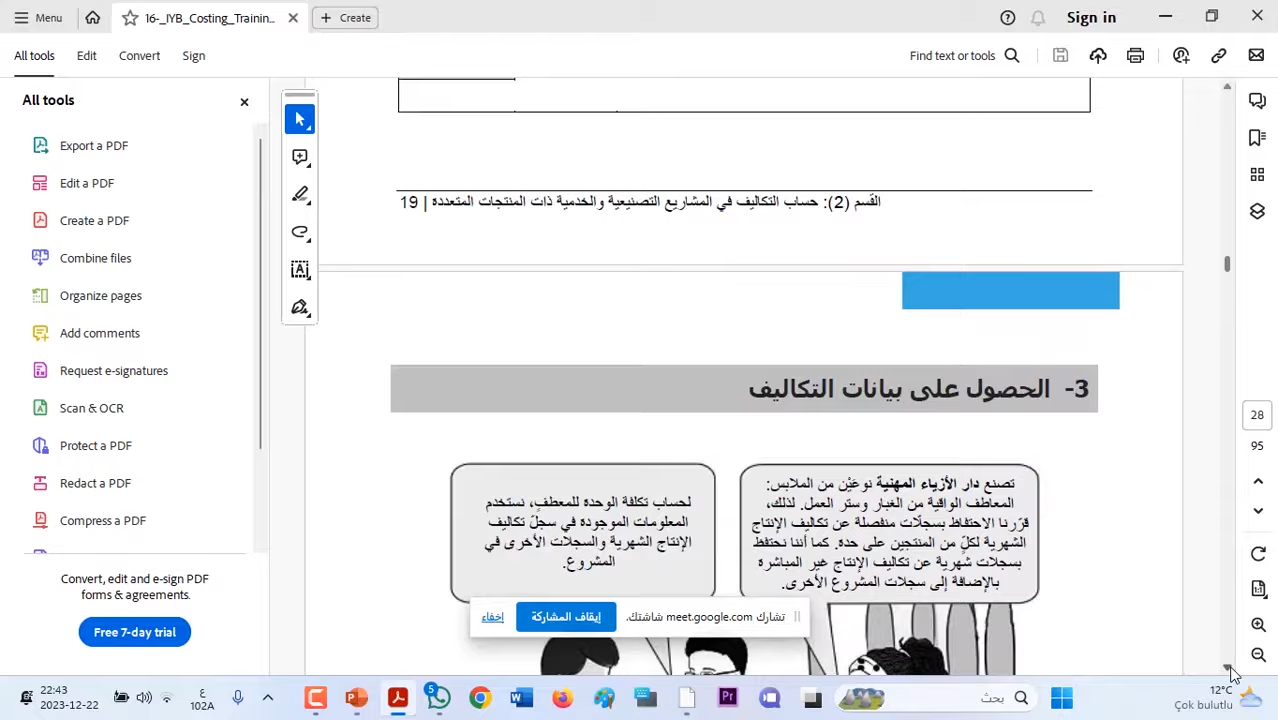 Menu
16-_IYB_Costing_Trainin...
Create
Sign in
All tools
Edit
Convert
Sign
Find text or tools
All tools
Export a PDF
Edit a PDF
Create a PDF
Combine files
Organize pages
Add comments
Request e-signatures
Scan & OCR
Protect a PDF
Redact a PDF
Compress a PDF
Convert, edit and e-sign PDF
forms & agreements.
Free 7-day trial
القسم (2): حساب التكاليف في المشاريع التصنيعية والخدمية ذات المنتجات المتعددة | 19
3- الحصول على بيانات التكاليف
تصنع دار الأزياء المهنية نوعَيْن من الملابس:
المعاطف الواقية من الغبار وستر العمل. لذلك،
قرّرنا الاحتفاظ بسجلّات منفصلة عن تكاليف الإنتاج
الشهرية لكلٍ من المنتجين على حدة. كما أننا نحتفظ
بسجلات شهرية عن تكاليف الإنتاج غير المباشرة
بالإضافة إلى سجلات المشروع الأخرى.
لحساب تكلفة الوحدة للمعطف، نستخدم
المعلومات الموجودة في سجلّ تكاليف
الإنتاج الشهرية والسجلات الأخرى في
المشروع.
تشارك meet.google.com شاشتك.
إيقاف المشاركة
إخفاء
28
95
22:43
2023-12-22
ع
102A
5
W
Pr
بحث
12°C
Çok bulutlu